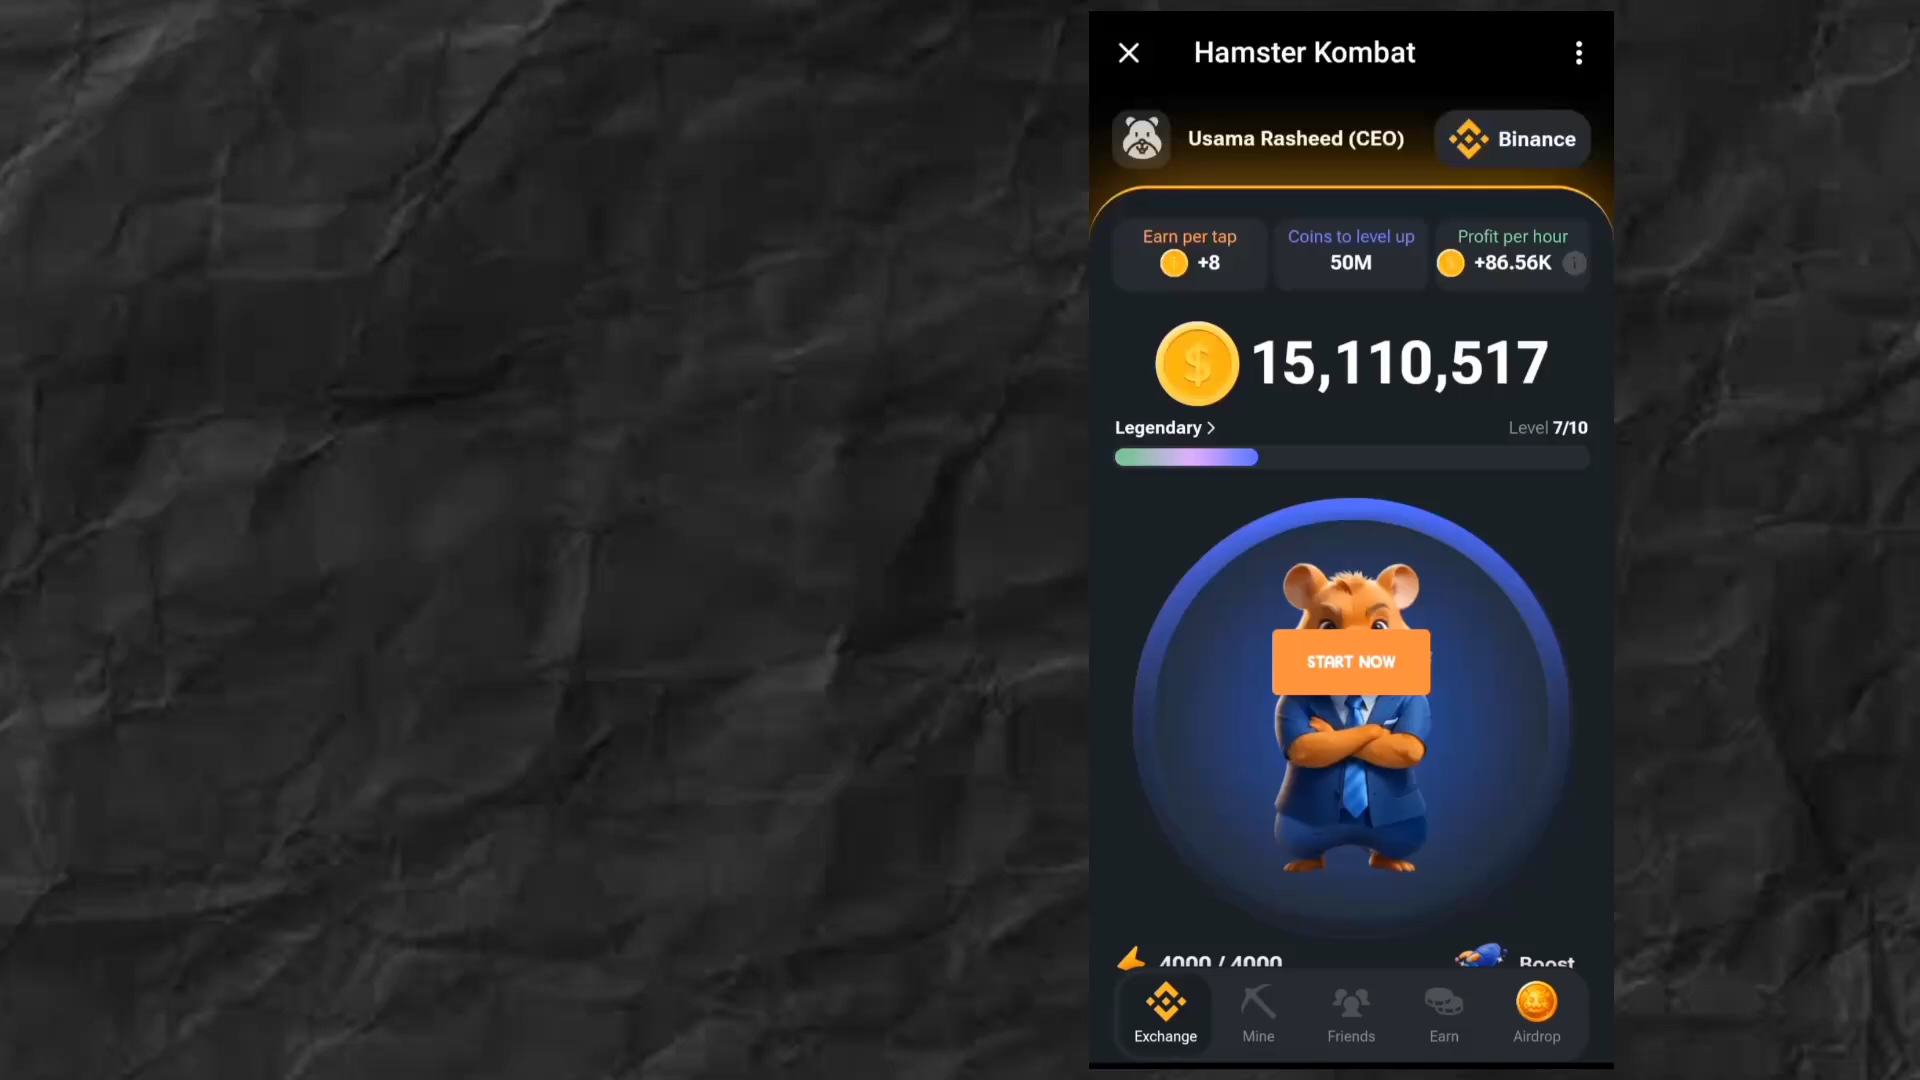 Hamster Kombat
Usama Rasheed (CEO)
Binance
Earn per tap
+8
Coins to level up
50M
Profit per hour
+86.56K
15,110,517
Legendary >
Level 7/10
START NOW
4000 / 4000
Boost
Exchange
Mine
Friends
Earn
Airdrop